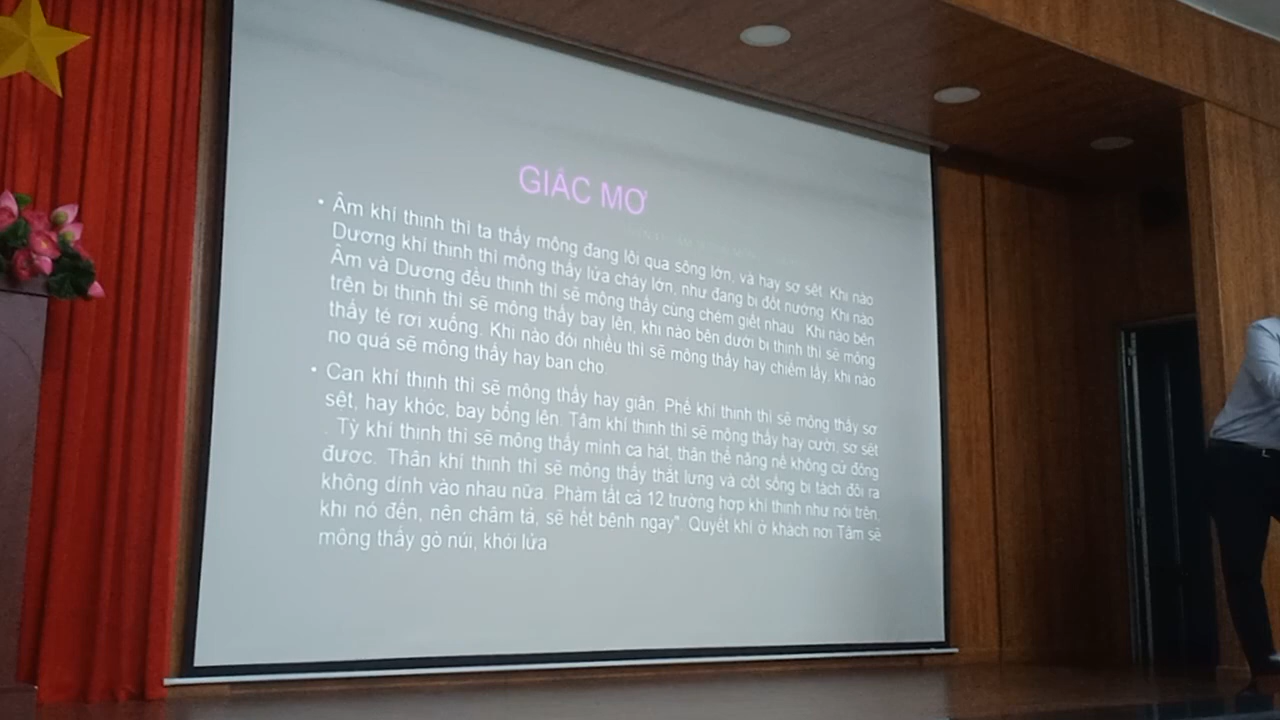 GIÁC MƠ
• Âm khí thịnh thì ta thấy mộng đang lội qua sông lớn, và hay sợ sệt. Khi nào
Dương khí thịnh thì mộng thấy lửa cháy lớn, như đang bị đốt nướng. Khi nào
Âm và Dương đều thịnh thì sẽ mộng thấy cùng chém giết nhau. Khi nào bên
trên bị thịnh thì sẽ mộng thấy bay lên, khi nào bên dưới bị thịnh thì sẽ mộng
thấy té rơi xuống. Khi nào đói nhiều thì sẽ mộng thấy hay chiếm lấy, khi nào
no quá sẽ mộng thấy hay ban cho
• Can khí thịnh thì sẽ mộng thấy hay giận. Phế khí thịnh thì sẽ mộng thấy sợ
sệt, hay khóc, bay bổng lên. Tâm khí thịnh thì sẽ mộng thấy hay cười, sợ sệt
. Tỳ khí thịnh thì sẽ mộng thấy mình ca hát, thân thể nặng nề không cử động
được. Thận khí thịnh thì sẽ mộng thấy thắt lưng và cột sống bị tách đôi ra
không dính vào nhau nữa. Phàm tất cả 12 trường hợp khí thịnh như nói trên,
khi nó đến, nên châm tả, sẽ hết bệnh ngay". Quyết khí ở khách nơi Tâm sẽ
mộng thấy gò núi, khói lửa